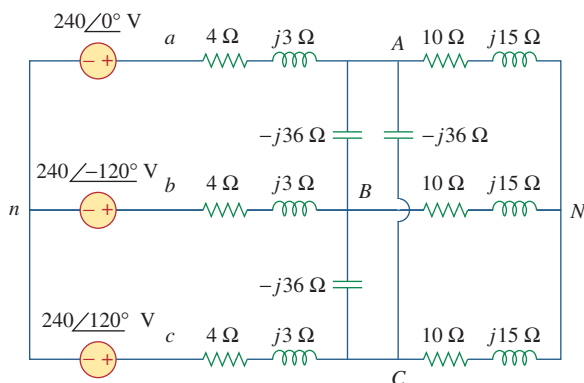 240/0° V
a
4 Ω
j3 Ω
A
10 Ω
j15 Ω
−j36 Ω
−j36 Ω
240/−120° V
n
b
4 Ω
j3 Ω
B
10 Ω
j15 Ω
N
−j36 Ω
240/120° V
c
4 Ω
j3 Ω
C
10 Ω
j15 Ω
− +
− +
− +